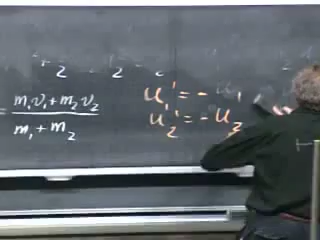 = m₁v₁+m₂v₂ / m₁+m₂
u₁' = -u₁
u₂' = -u₂